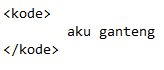 <kode>
        aku ganteng
</kode>